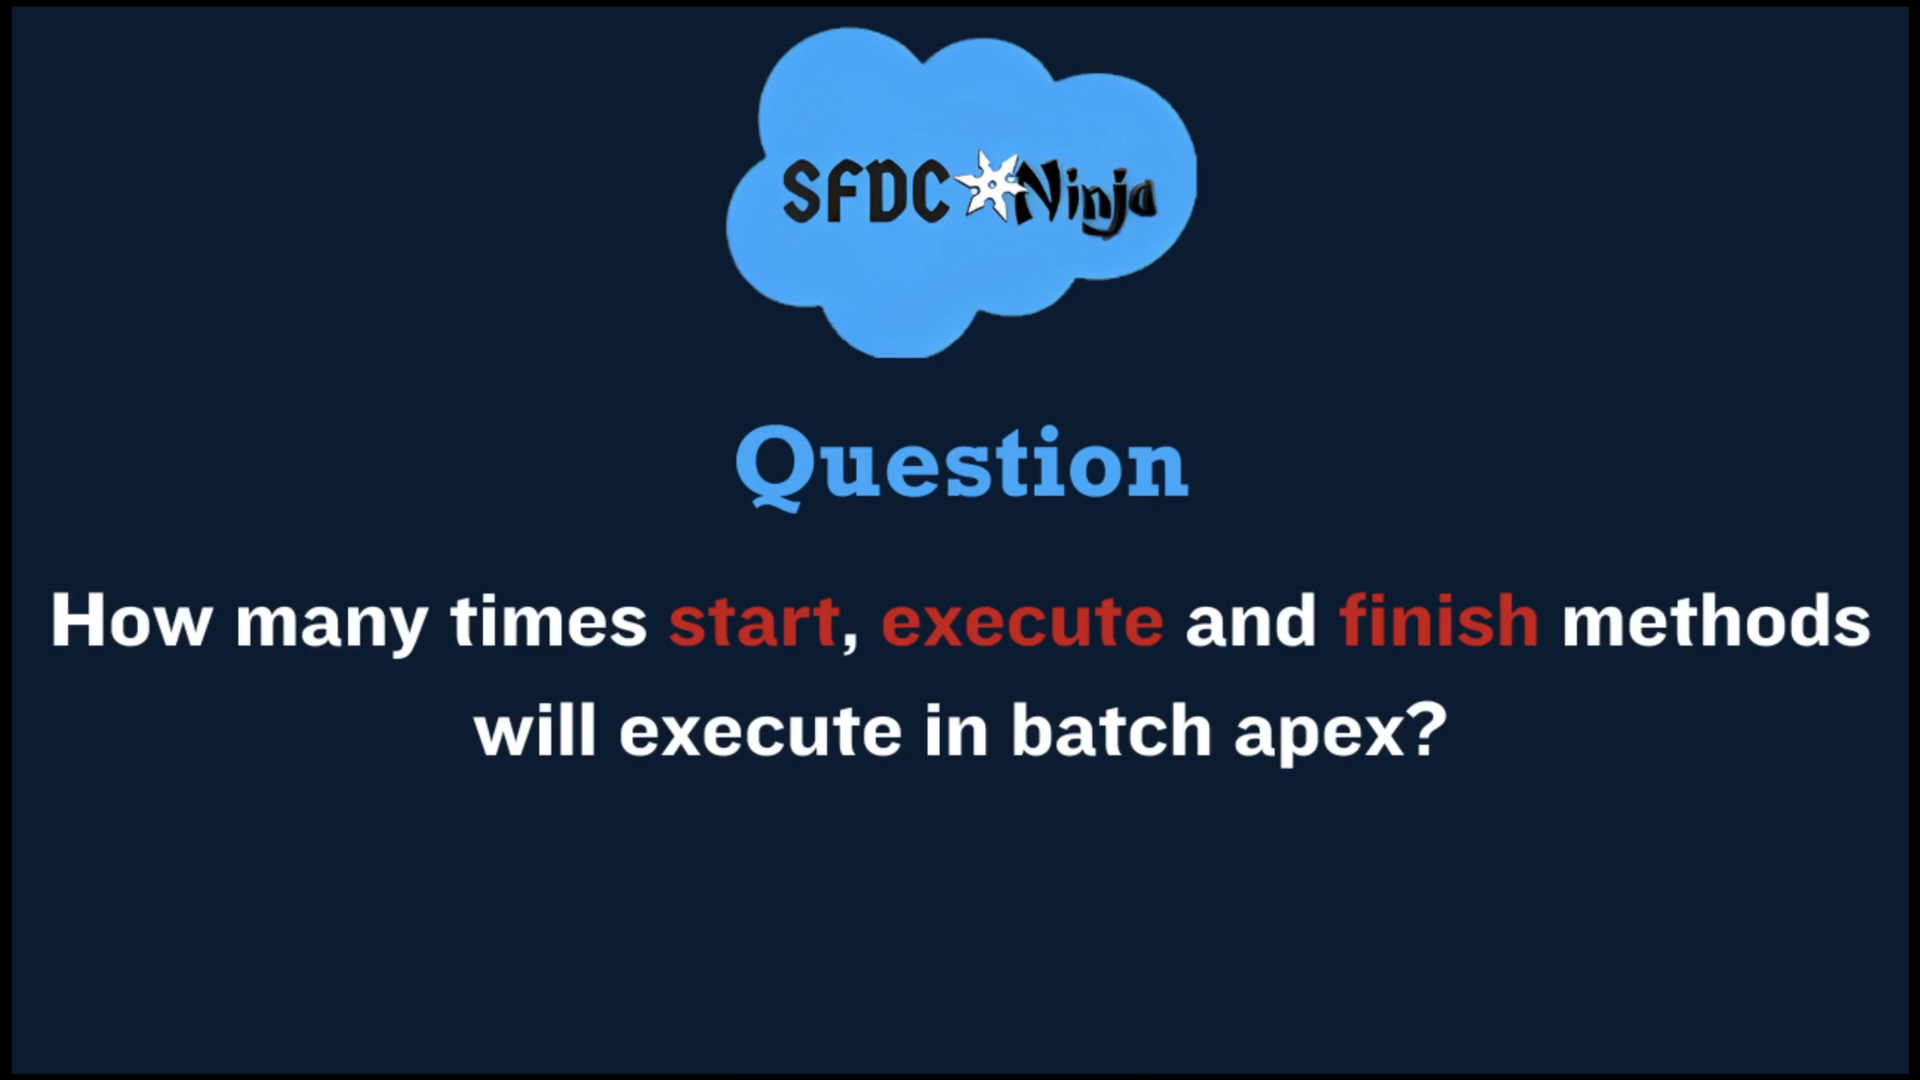 SFDC Ninja
Question
How many times start, execute and finish methods
will execute in batch apex?